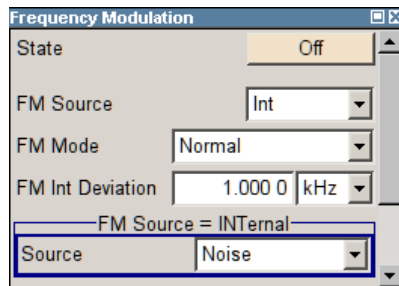 Frequency Modulation
State Off
FM Source Int
FM Mode Normal
FM Int Deviation 1.000 0 kHz
FM Source = INTernal
Source Noise